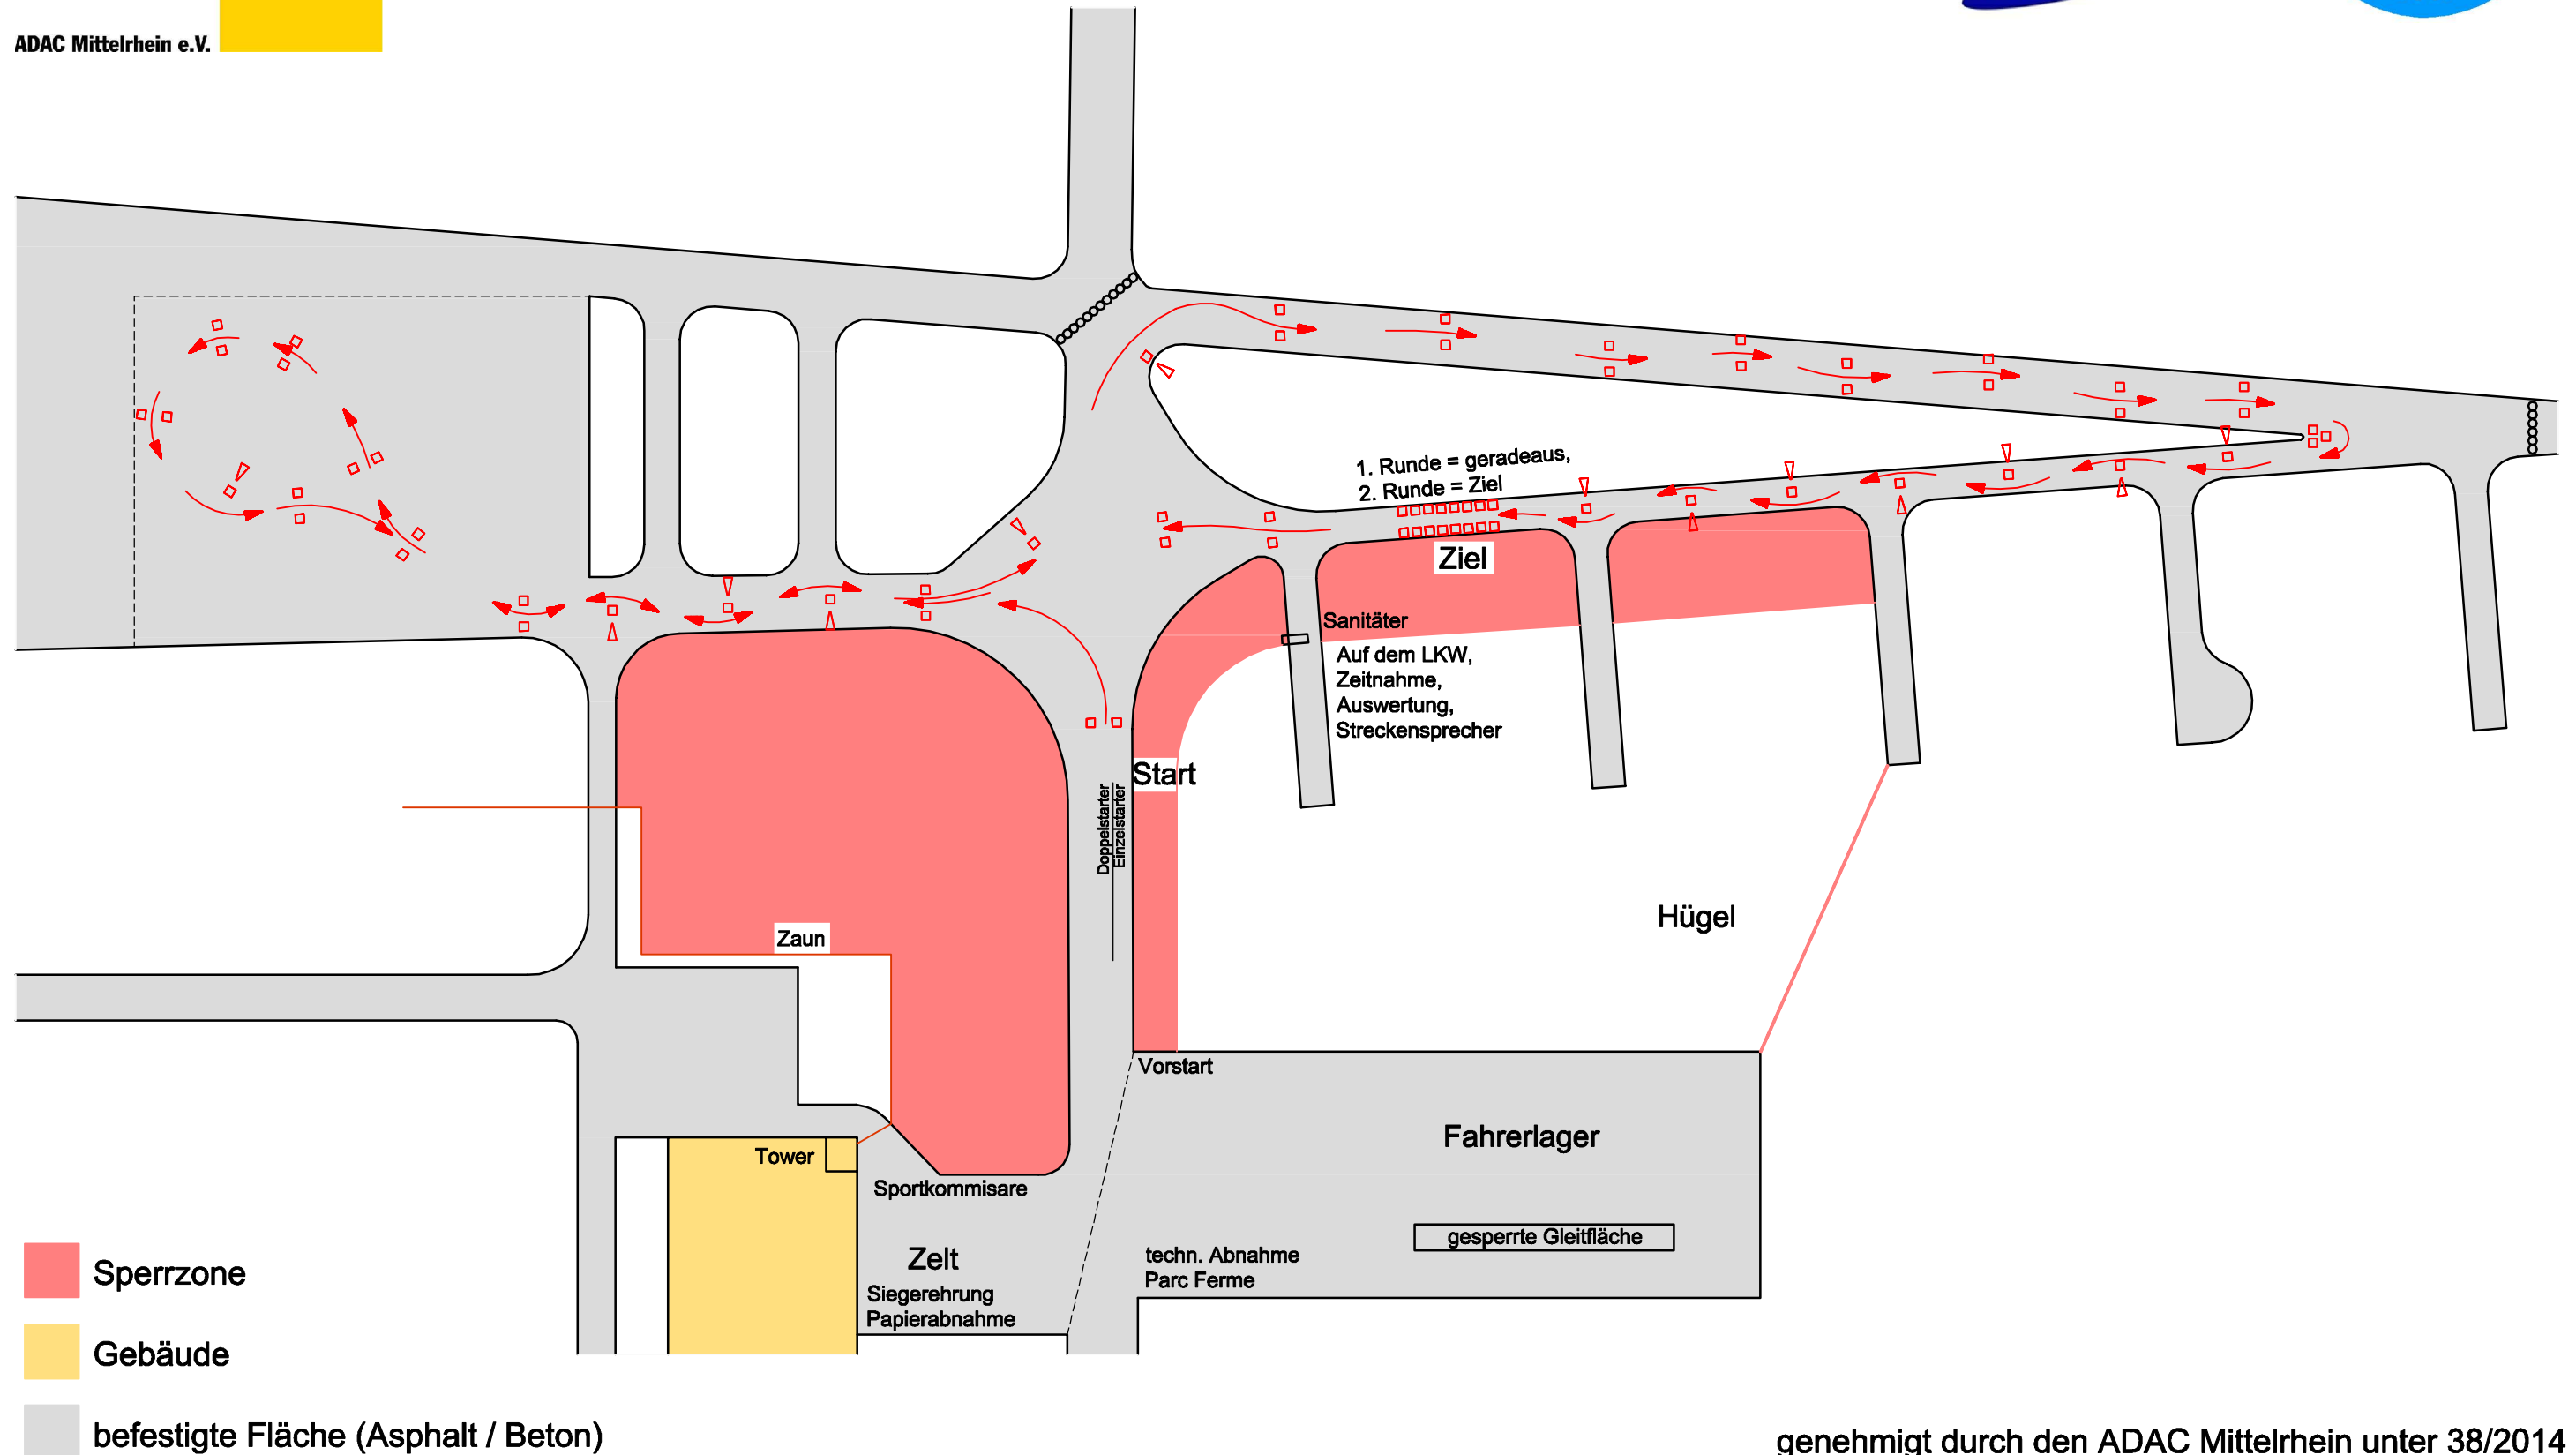 ADAC Mittelrhein e.V.
1. Runde = geradeaus,
2. Runde = Ziel
Ziel
Sanitäter
Auf dem LKW,
Zeitnahme,
Auswertung,
Streckensprecher
Start
Doppelstarter
Einzelstarter
Hügel
Zaun
Vorstart
Fahrerlager
Tower
Sportkommisare
gesperrte Gleitfläche
Zelt
Siegerehrung
Papierabnahme
techn. Abnahme
Parc Ferme
Sperrzone
Gebäude
befestigte Fläche (Asphalt / Beton)
genehmigt durch den ADAC Mittelrhein unter 38/2014